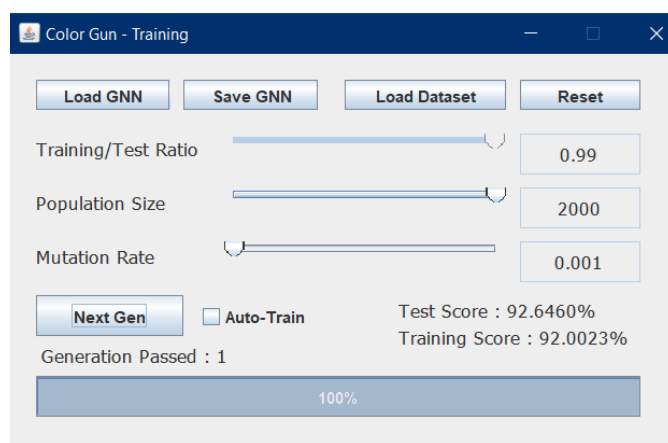 Color Gun - Training
Load GNN Save GNN Load Dataset Reset
Training/Test Ratio 0.99
Population Size 2000
Mutation Rate 0.001
Next Gen Auto-Train Test Score : 92.6460%
Training Score : 92.0023%
Generation Passed : 1
100%